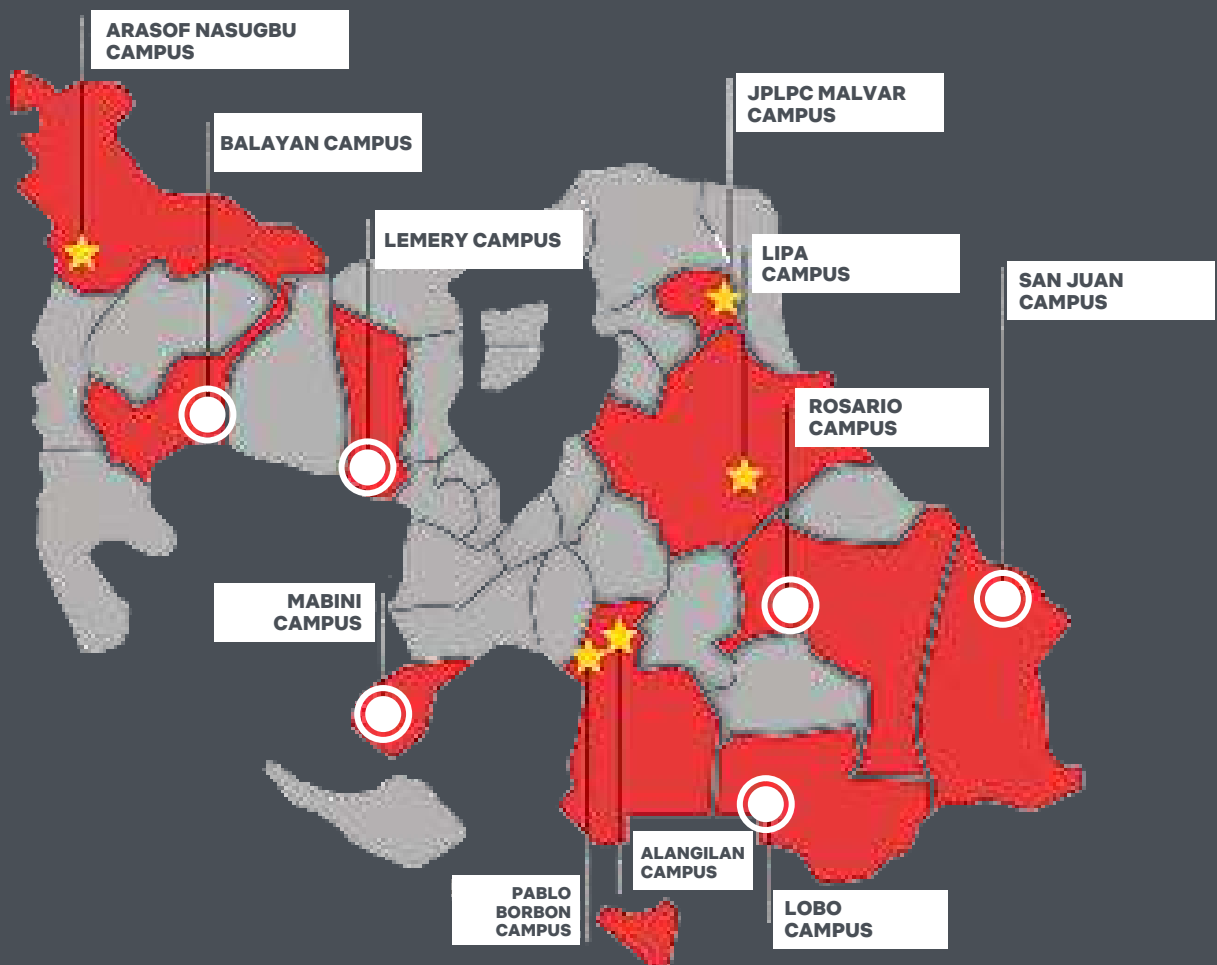 ARASOF NASUGBU
CAMPUS
BALAYAN CAMPUS
JPLPC MALVAR
CAMPUS
LEMERY CAMPUS
LIPA
CAMPUS
SAN JUAN
CAMPUS
ROSARIO
CAMPUS
MABINI
CAMPUS
ALANGILAN
CAMPUS
PABLO
BORBON
CAMPUS
LOBO
CAMPUS